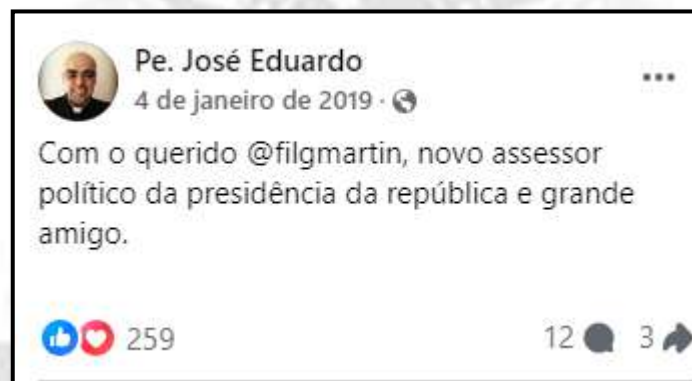 Pe. José Eduardo
4 de janeiro de 2019 ·
Com o querido @filgmartin, novo assessor
político da presidência da república e grande
amigo.
259 12 3